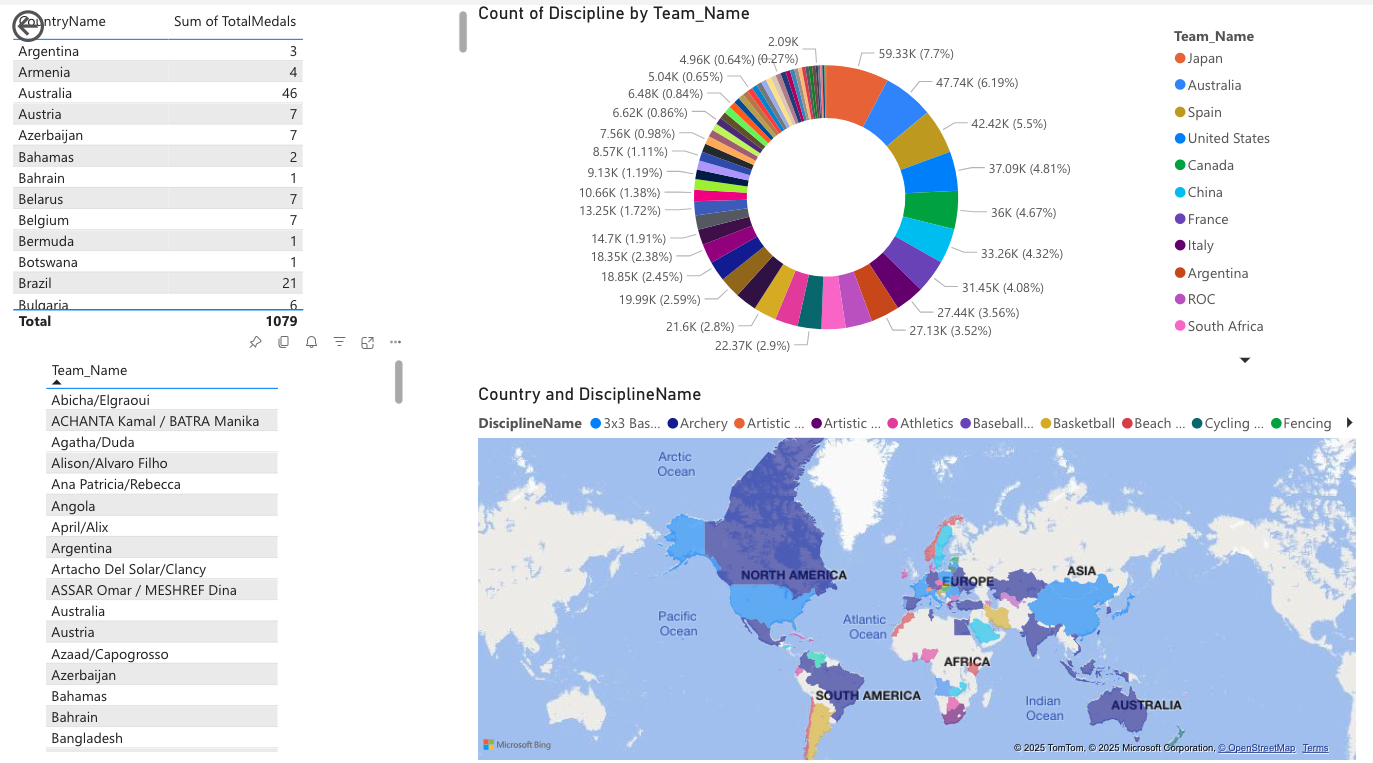 CountryName Sum of TotalMedals
Argentina 3
Armenia 4
Australia 46
Austria 7
Azerbaijan 7
Bahamas 2
Bahrain 1
Belarus 7
Belgium 7
Bermuda 1
Botswana 1
Brazil 21
Bulgaria 6
Total 1079
Team_Name
Abicha/Elgraoui
ACHANTA Kamal / BATRA Manika
Agatha/Duda
Alison/Alvaro Filho
Ana Patricia/Rebecca
Angola
April/Alix
Argentina
Artacho Del Solar/Clancy
ASSAR Omar / MESHREF Dina
Australia
Austria
Azaad/Capogrosso
Azerbaijan
Bahamas
Bahrain
Bangladesh
Count of Discipline by Team_Name
2.09K
(0.27%)
59.33K (7.7%)
47.74K (6.19%)
42.42K (5.5%)
37.09K (4.81%)
36K (4.67%)
33.26K (4.32%)
31.45K (4.08%)
27.44K (3.56%)
27.13K (3.52%)
22.37K (2.9%)
21.6K (2.8%)
19.99K (2.59%)
18.85K (2.45%)
18.35K (2.38%)
14.7K (1.91%)
13.25K (1.72%)
10.66K (1.38%)
9.13K (1.19%)
8.57K (1.11%)
7.56K (0.98%)
6.62K (0.86%)
6.48K (0.84%)
5.04K (0.65%)
4.96K (0.64%)
Team_Name
Japan
Australia
Spain
United States
Canada
China
France
Italy
Argentina
ROC
South Africa
Country and DisciplineName
DisciplineName 3x3 Bas... Archery Artistic ... Artistic ... Athletics Baseball... Basketball Beach ... Cycling ... Fencing
Arctic
Ocean
NORTH AMERICA
EUROPE
ASIA
Pacific
Ocean
Atlantic
Ocean
AFRICA
SOUTH AMERICA
Indian
Ocean
AUSTRALIA
Microsoft Bing
© 2025 TomTom, © 2025 Microsoft Corporation, © OpenStreetMap Terms